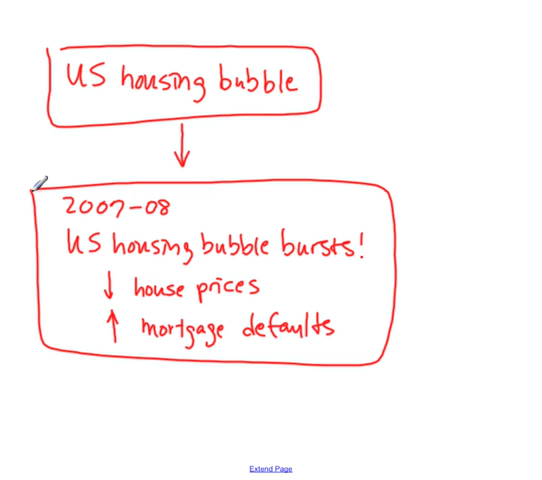 US housing bubble
↓
2007-08
US housing bubble bursts!
↓ house prices
↑ mortgage defaults
Extend Page